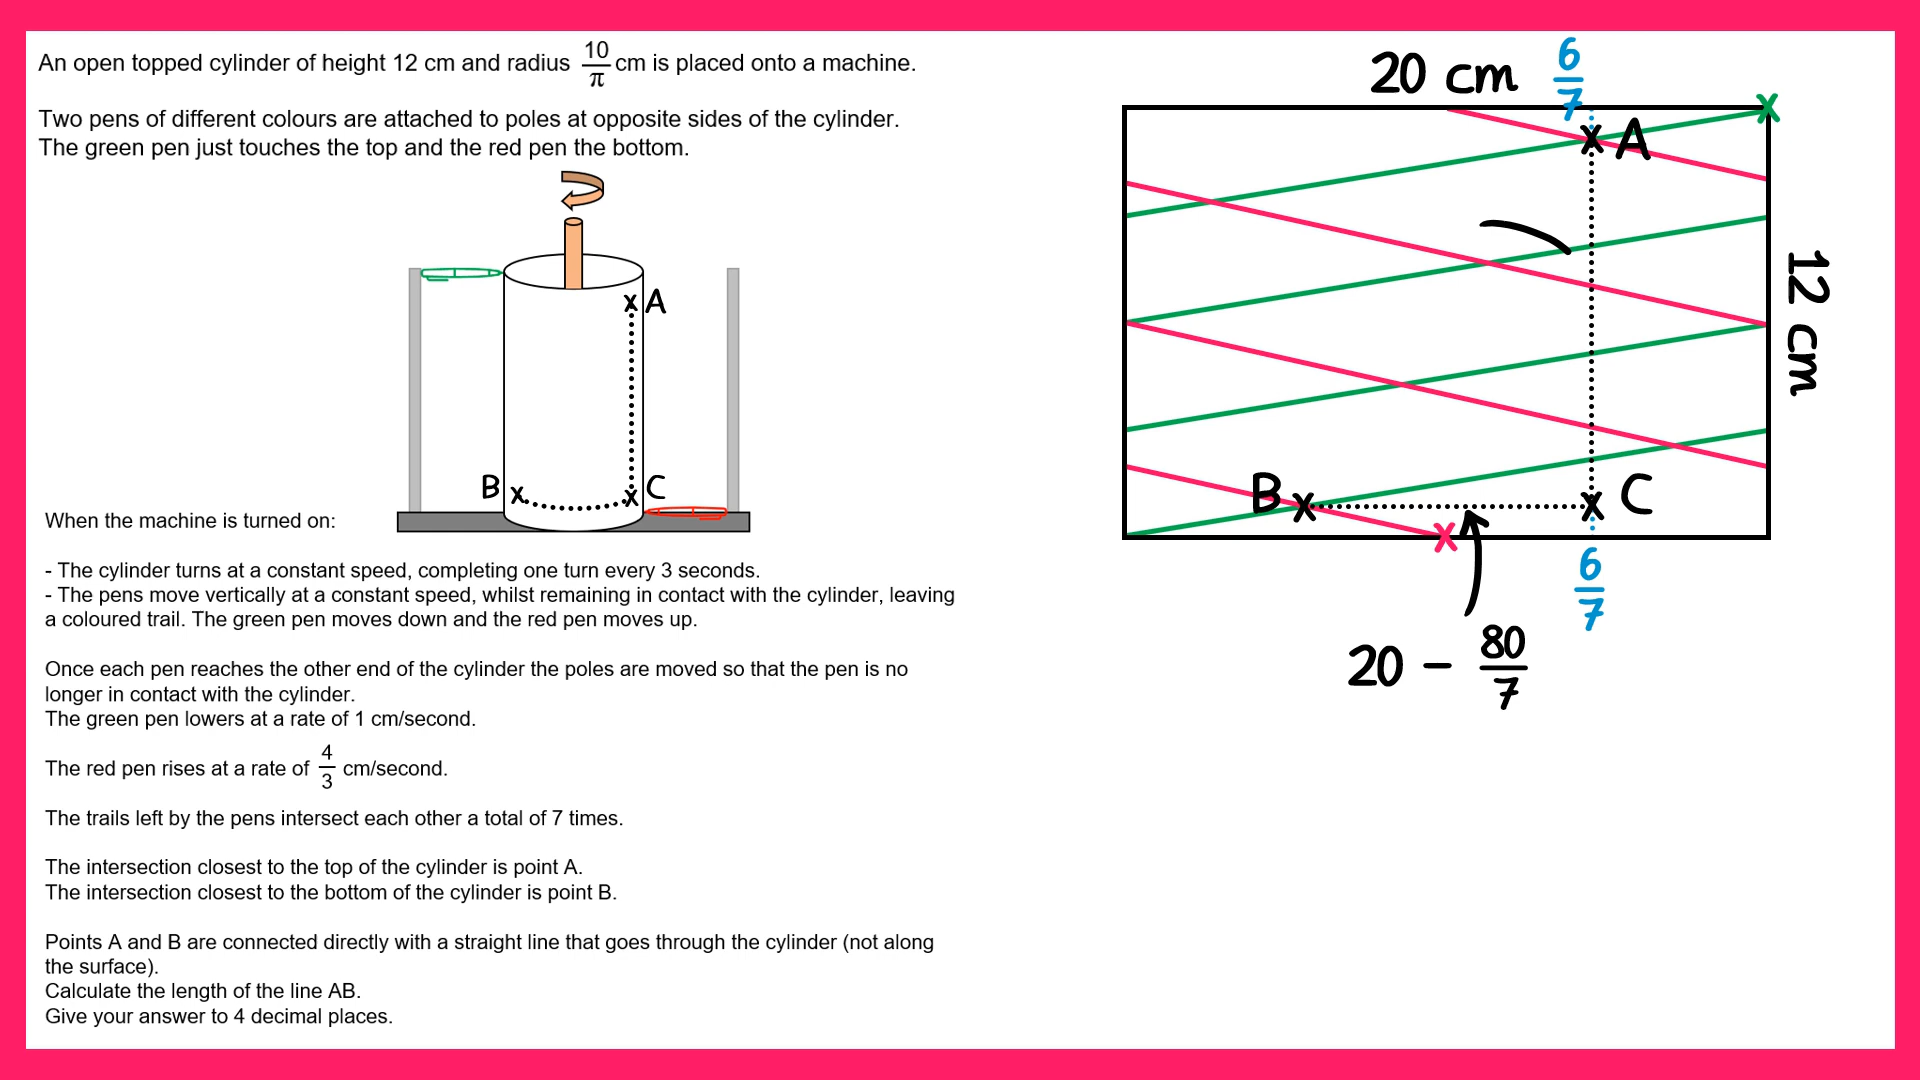 An open topped cylinder of height 12 cm and radius 10/π cm is placed onto a machine.
Two pens of different colours are attached to poles at opposite sides of the cylinder.
The green pen just touches the top and the red pen the bottom.
A
B
C
When the machine is turned on:
- The cylinder turns at a constant speed, completing one turn every 3 seconds.
- The pens move vertically at a constant speed, whilst remaining in contact with the cylinder, leaving
a coloured trail. The green pen moves down and the red pen moves up.
Once each pen reaches the other end of the cylinder the poles are moved so that the pen is no
longer in contact with the cylinder.
The green pen lowers at a rate of 1 cm/second.
The red pen rises at a rate of 4/3 cm/second.
The trails left by the pens intersect each other a total of 7 times.
The intersection closest to the top of the cylinder is point A.
The intersection closest to the bottom of the cylinder is point B.
Points A and B are connected directly with a straight line that goes through the cylinder (not along
the surface).
Calculate the length of the line AB.
Give your answer to 4 decimal places.
20 cm
6/7
A
12 cm
B
C
6/7
20 - 80/7